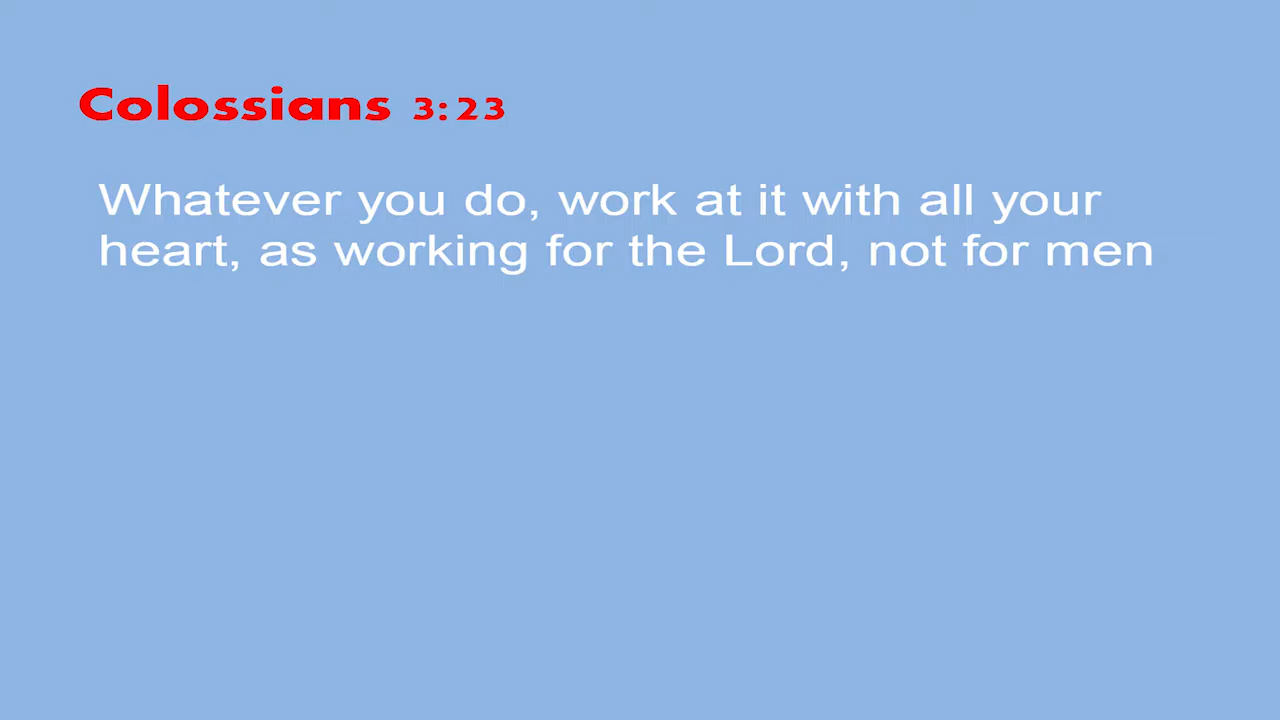 Colossians 3:23
Whatever you do, work at it with all your
heart, as working for the Lord, not for men